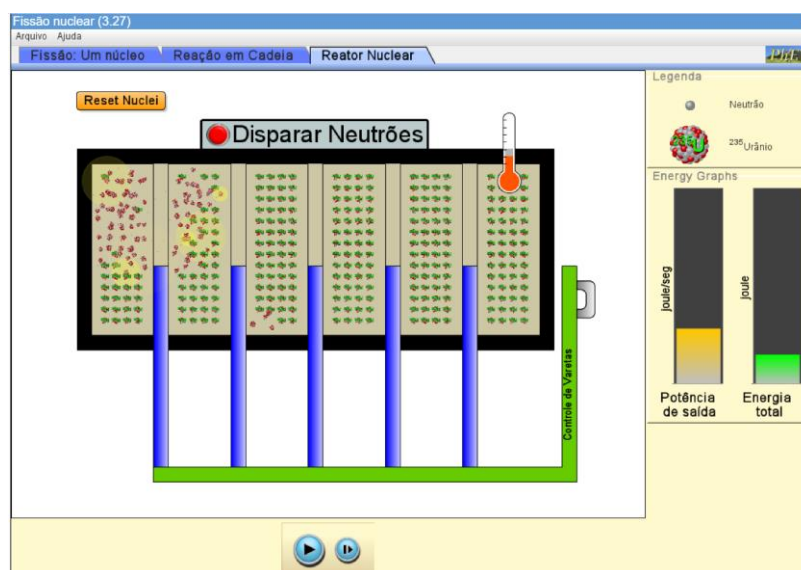 Fissão nuclear (3.27)
Arquivo Ajuda
Fissão: Um núcleo Reação em Cadeia Reator Nuclear
Reset Nuclei
Disparar Neutrões
Controle de Varetas
Legenda
Neutrão
235Urânio
Energy Graphs
joule/seg
joule
Potência
de saída
Energia
total